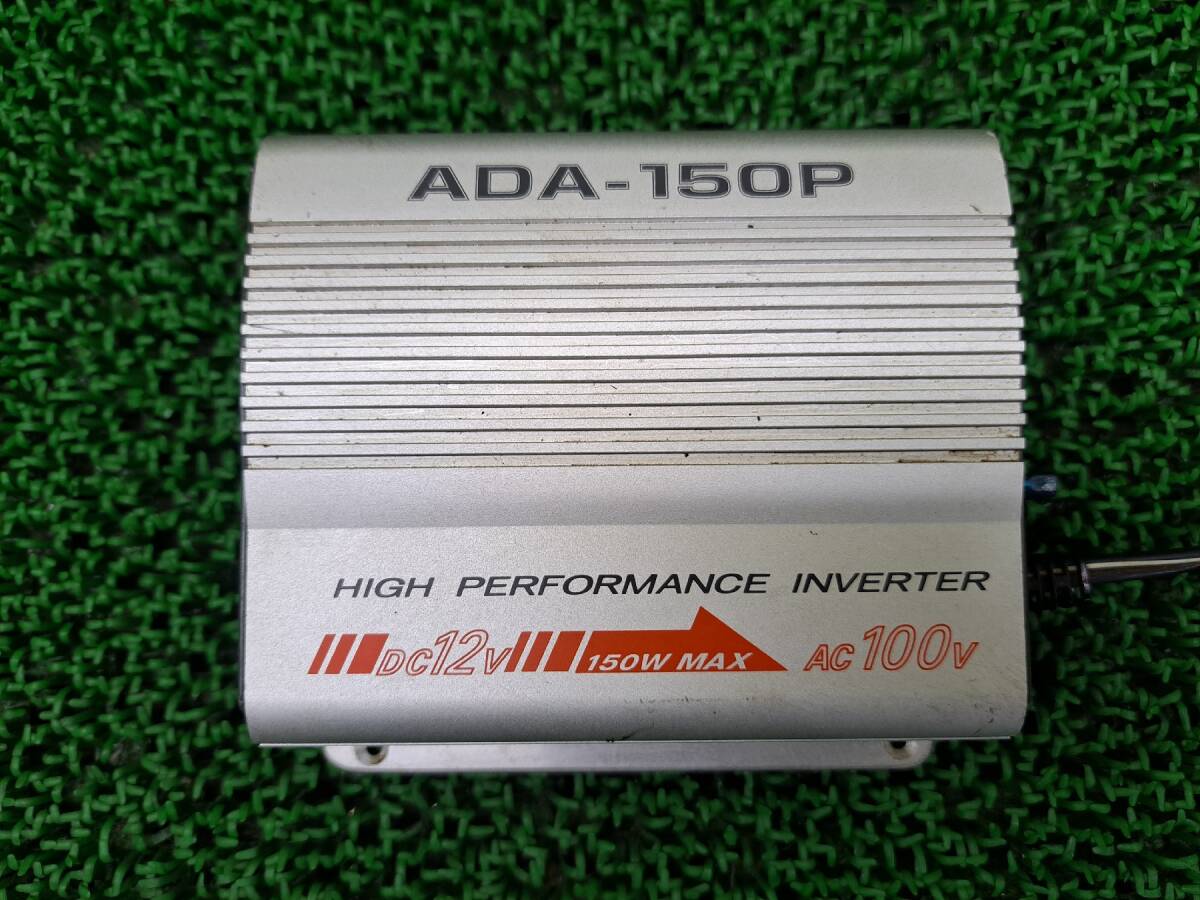 ADA-150P
HIGH PERFORMANCE INVERTER
DC12V 150W MAX AC100V